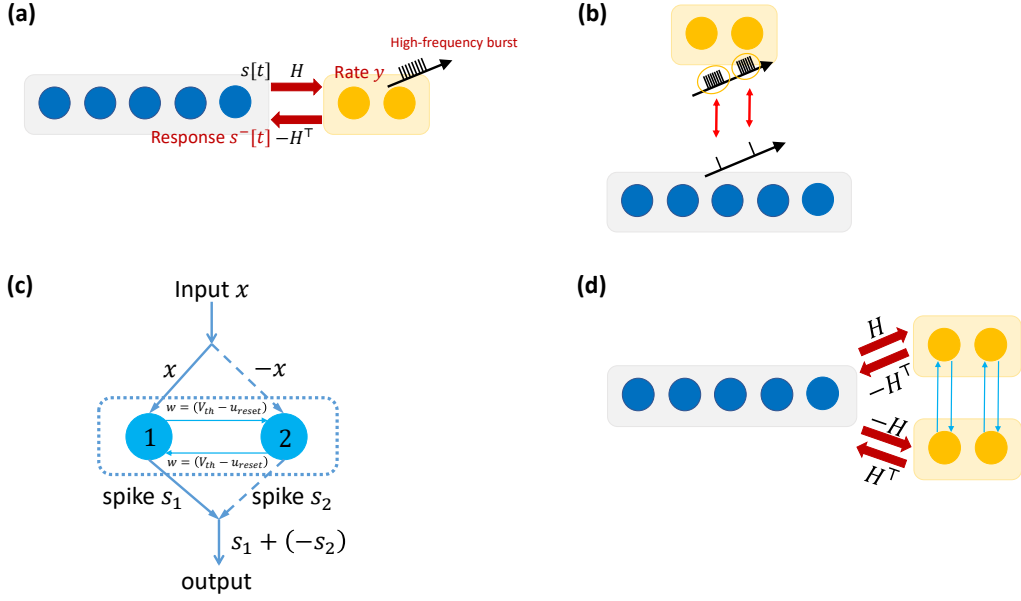 (a)
High-frequency burst
s[t] H
Rate y
Response s⁻[t] −H⊤
(b)
(c)
Input x
x
−x
w = (V_th − u_reset)
1
2
w = (V_th − u_reset)
spike s₁
spike s₂
s₁ + (−s₂)
output
(d)
H
−H⊤
−H
H⊤